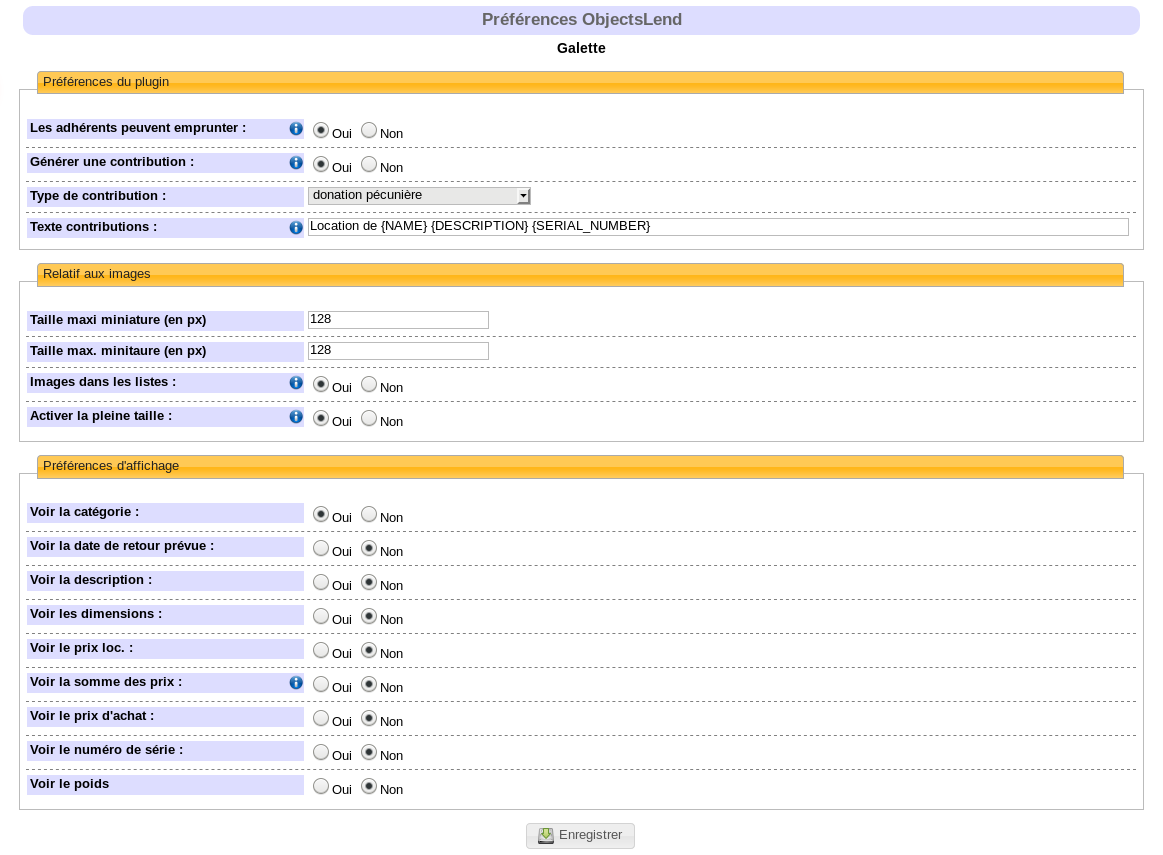 Préférences ObjectsLend
Galette
Préférences du plugin
Les adhérents peuvent emprunter : Oui Non
Générer une contribution : Oui Non
Type de contribution : donation pécunière
Texte contributions : Location de {NAME} {DESCRIPTION} {SERIAL_NUMBER}
Relatif aux images
Taille maxi miniature (en px) 128
Taille max. minitaure (en px) 128
Images dans les listes : Oui Non
Activer la pleine taille : Oui Non
Préférences d'affichage
Voir la catégorie : Oui Non
Voir la date de retour prévue : Oui Non
Voir la description : Oui Non
Voir les dimensions : Oui Non
Voir le prix loc. : Oui Non
Voir la somme des prix : Oui Non
Voir le prix d'achat : Oui Non
Voir le numéro de série : Oui Non
Voir le poids Oui Non
Enregistrer